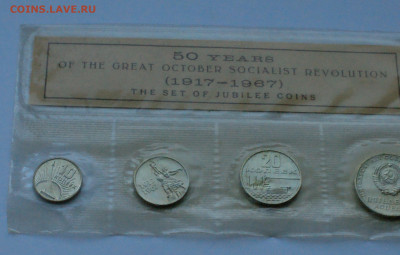 COINS.LAVE.RU
50 YEARS
OF THE GREAT OCTOBER SOCIALIST REVOLUTION
(1917-1967)
THE SET OF JUBILEE COINS
10
20